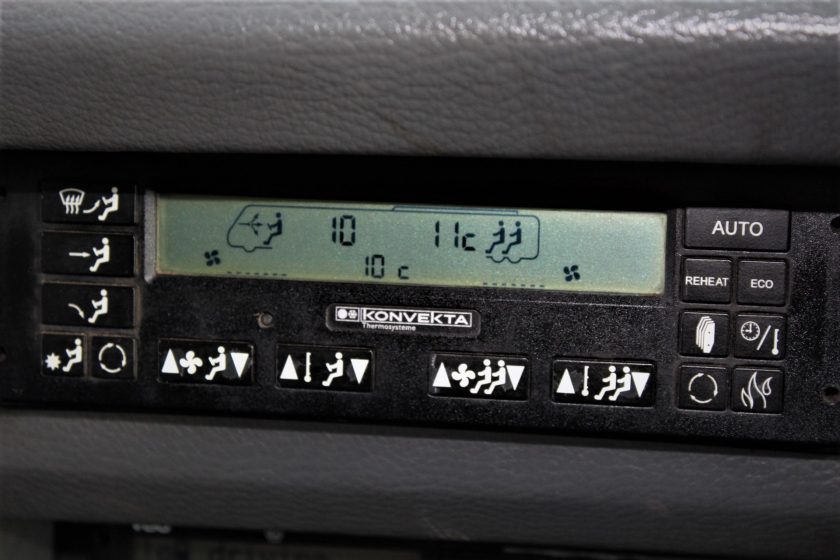 10 11c
10 c
AUTO
REHEAT ECO
KONVEKTA
Thermosysteme